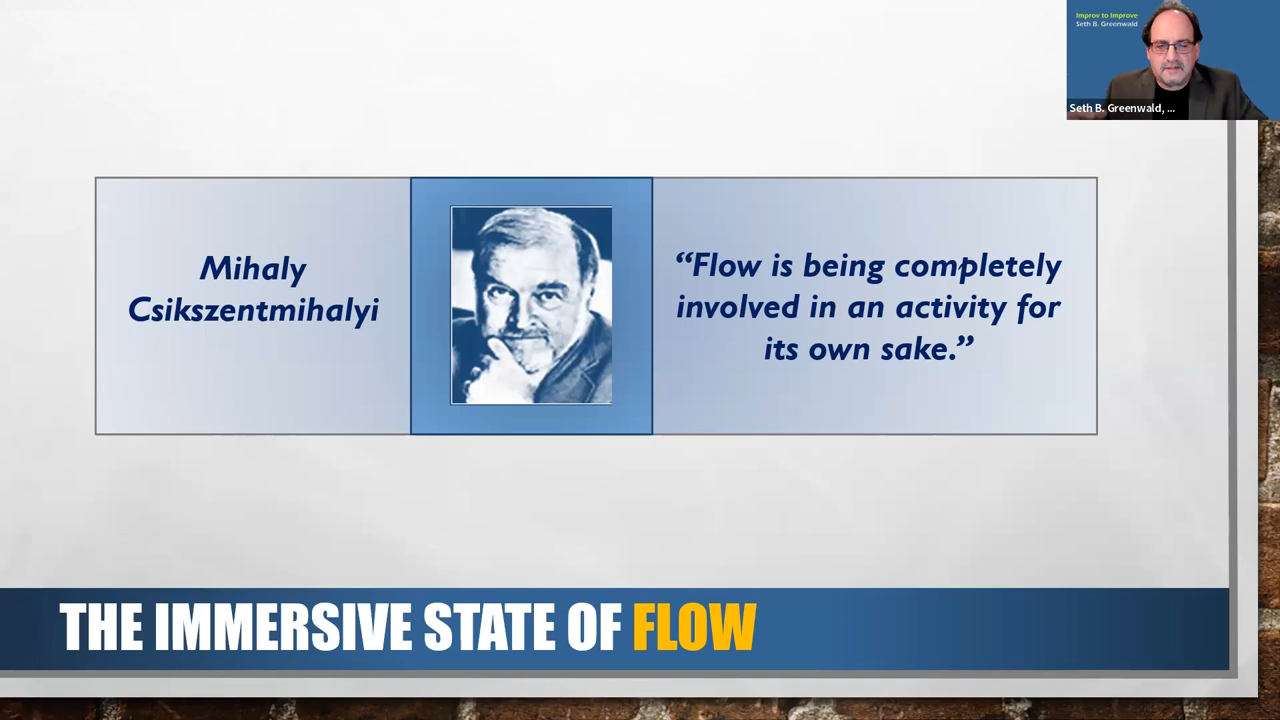 Improv to Improve
Seth B. Greenwald
Seth B. Greenwald, ...
Mihaly
Csikszentmihalyi
“Flow is being completely
involved in an activity for
its own sake.”
THE IMMERSIVE STATE OF FLOW